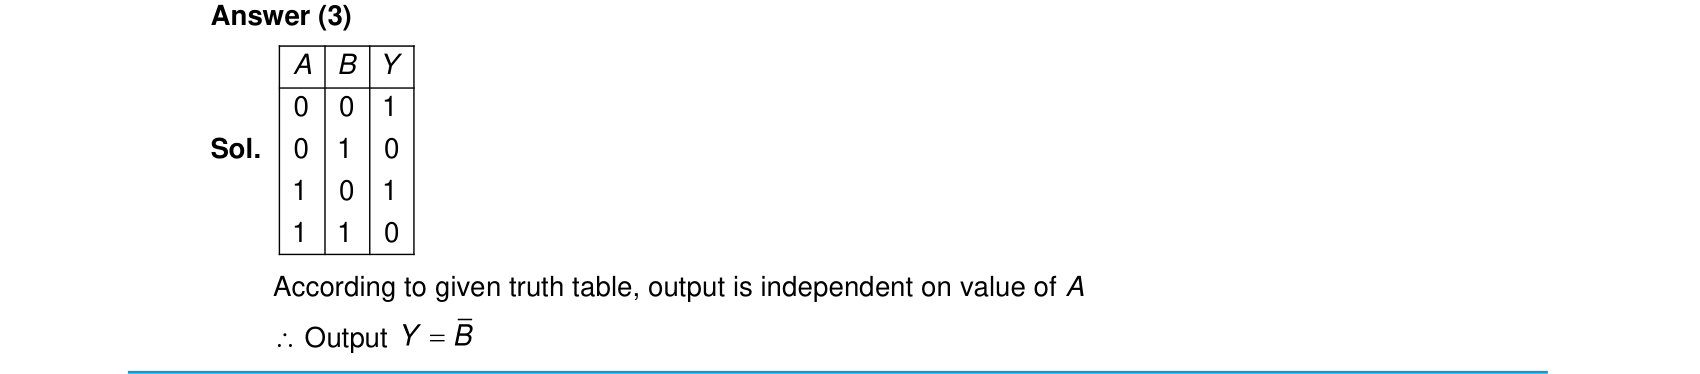 Answer (3)
A B Y
0 0 1
Sol. 0 1 0
1 0 1
1 1 0
According to given truth table, output is independent on value of A
∴ Output Y = B̅